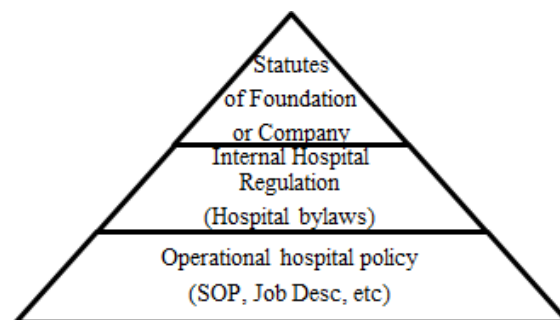 Statutes
of Foundation
or Company
Internal Hospital
Regulation
(Hospital bylaws)
Operational hospital policy
(SOP, Job Desc, etc)